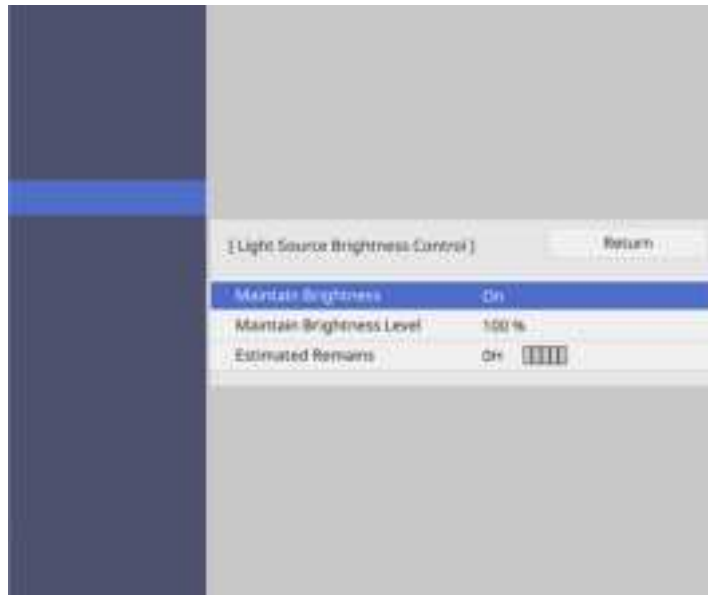 [ Light Source Brightness Control ] Return
Maintain Brightness On
Maintain Brightness Level 100 %
Estimated Remains 0H